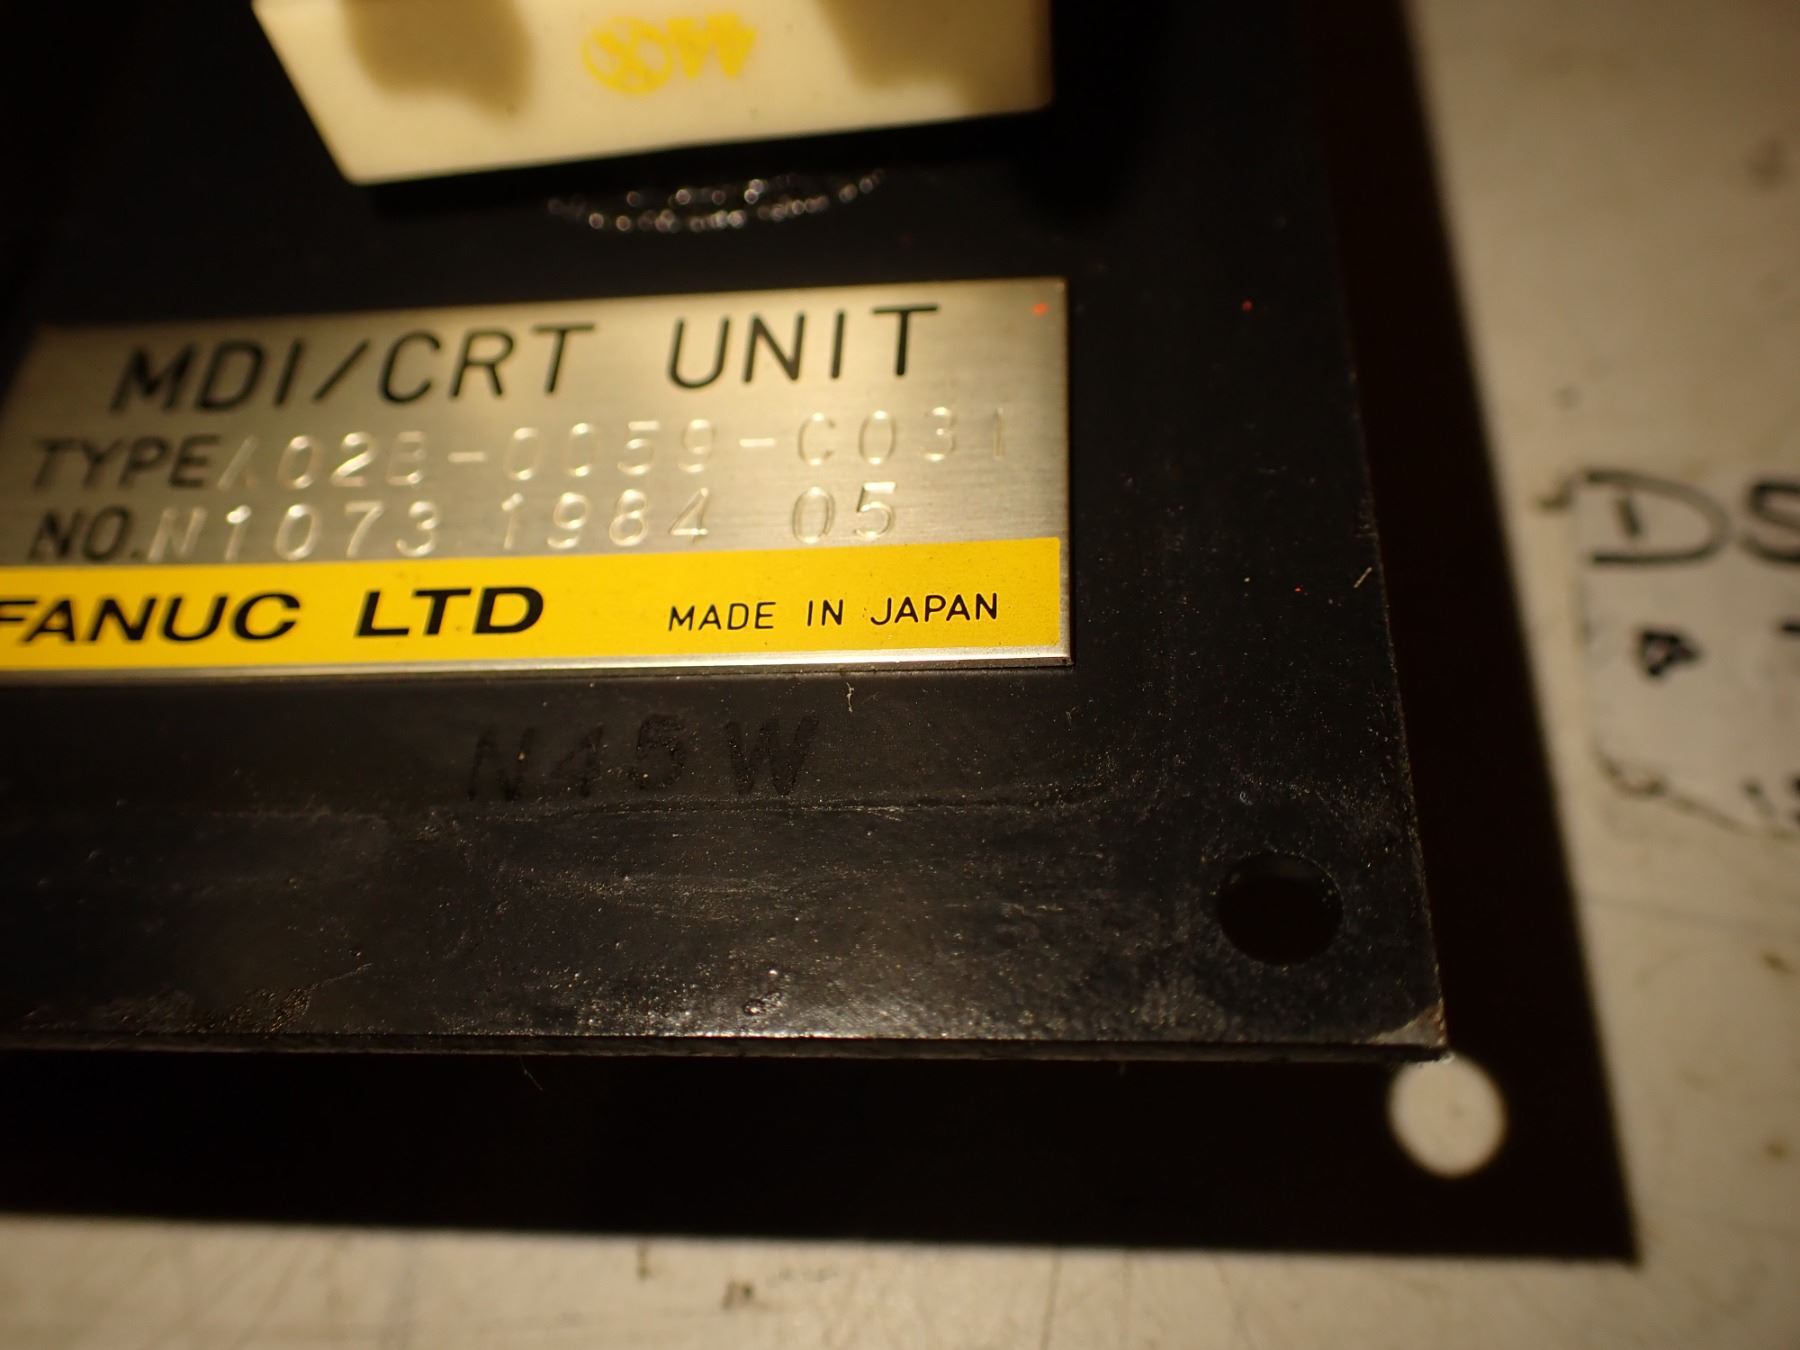 MDI/CRT UNIT
TYPE A02B-0059-C031
NO. N1073 1984 05
FANUC LTD MADE IN JAPAN
N45W